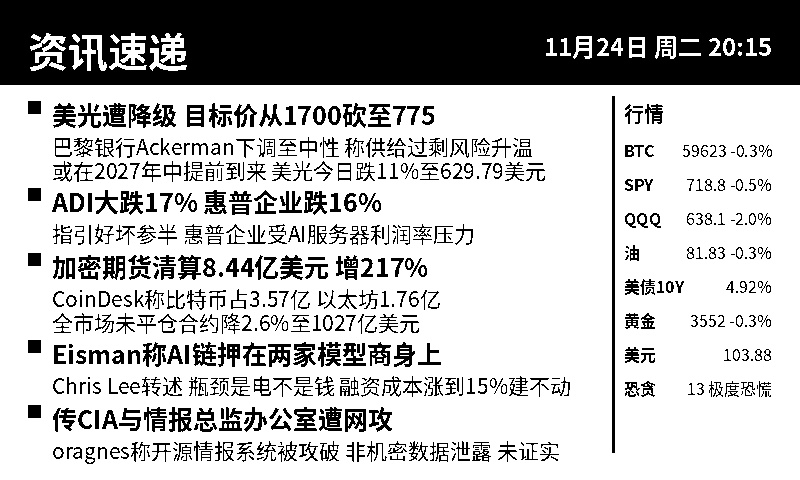 资讯速递
11月24日 周二 20:15
美光遭降级 目标价从1700砍至775
巴黎银行Ackerman下调至中性 称供给过剩风险升温
或在2027年中提前到来 美光今日跌11%至629.79美元
ADI大跌17% 惠普企业跌16%
指引好坏参半 惠普企业受AI服务器利润率压力
加密期货清算8.44亿美元 增217%
CoinDesk称比特币占3.57亿 以太坊1.76亿
全市场未平仓合约降2.6%至1027亿美元
Eisman称AI链押在两家模型商身上
Chris Lee转述 瓶颈是电不是钱 融资成本涨到15%建不动
传CIA与情报总监办公室遭网攻
oragnes称开源情报系统被攻破 非机密数据泄露 未证实
行情
BTC 59623 -0.3%
SPY 718.8 -0.5%
QQQ 638.1 -2.0%
油 81.83 -0.3%
美债10Y 4.92%
黄金 3552 -0.3%
美元 103.88
恐贪 13 极度恐慌